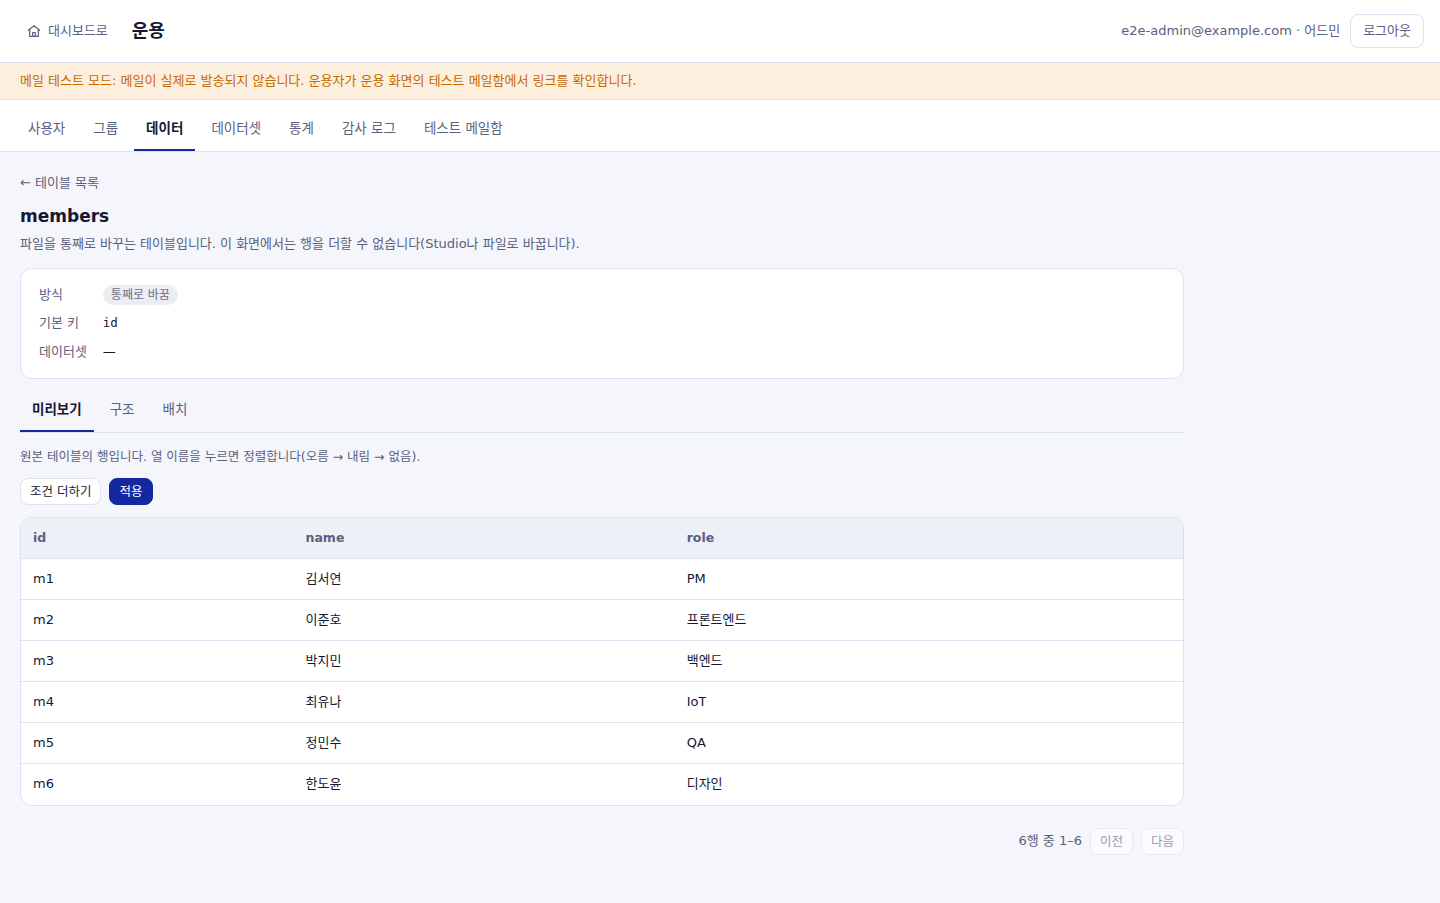 대시보드로 운용 e2e-admin@example.com · 어드민 로그아웃
메일 테스트 모드: 메일이 실제로 발송되지 않습니다. 운용자가 운용 화면의 테스트 메일함에서 링크를 확인합니다.
사용자 그룹 데이터 데이터셋 통계 감사 로그 테스트 메일함
← 테이블 목록
members
파일을 통째로 바꾸는 테이블입니다. 이 화면에서는 행을 더할 수 없습니다(Studio나 파일로 바꿉니다).
방식 통째로 바꿈
기본 키 id
데이터셋 —
미리보기 구조 배치
원본 테이블의 행입니다. 열 이름을 누르면 정렬합니다(오름 → 내림 → 없음).
조건 더하기 적용
id name role
m1 김서연 PM
m2 이준호 프론트엔드
m3 박지민 백엔드
m4 최유나 IoT
m5 정민수 QA
m6 한도윤 디자인
6행 중 1–6 이전 다음